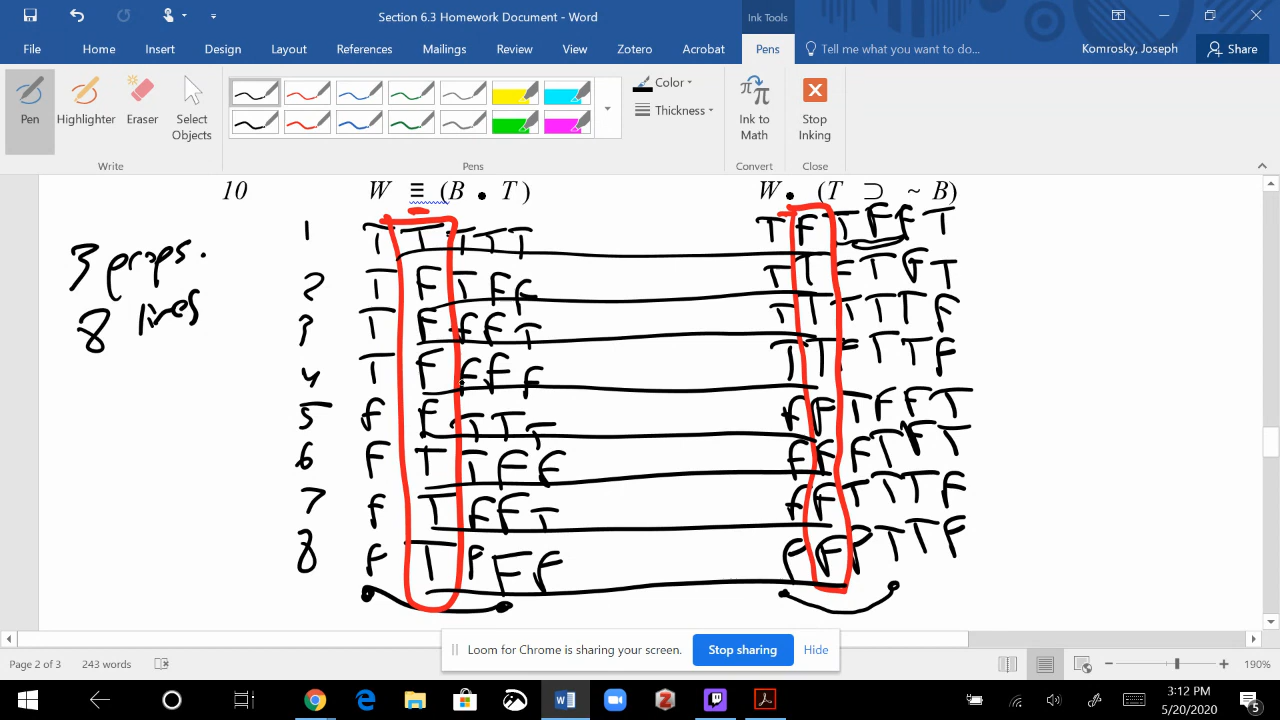 Section 6.3 Homework Document - Word
Ink Tools
File Home Insert Design Layout References Mailings Review View Zotero Acrobat Pens Tell me what you want to do... Komrosky, Joseph Share
Pen Highlighter Eraser Select Objects
Color
Thickness
Ink to Math
Stop Inking
Write Pens Convert Close
10 W ≡ (B • T) W • (T ⊃ ~ B)
3 props.
8 lines
1 T T T T T T F T F F T
2 T F T F F T T F T F T
3 T F F F T T T T T T F
4 T F F F F T T F T T F
5 F F T T T F F T F F T
6 F T T F F F F F T F T
7 F T F F T F F T T T F
8 F T F F F F F F T T F
Loom for Chrome is sharing your screen. Stop sharing Hide
Page 2 of 3 243 words 190%
3:12 PM
5/20/2020
5